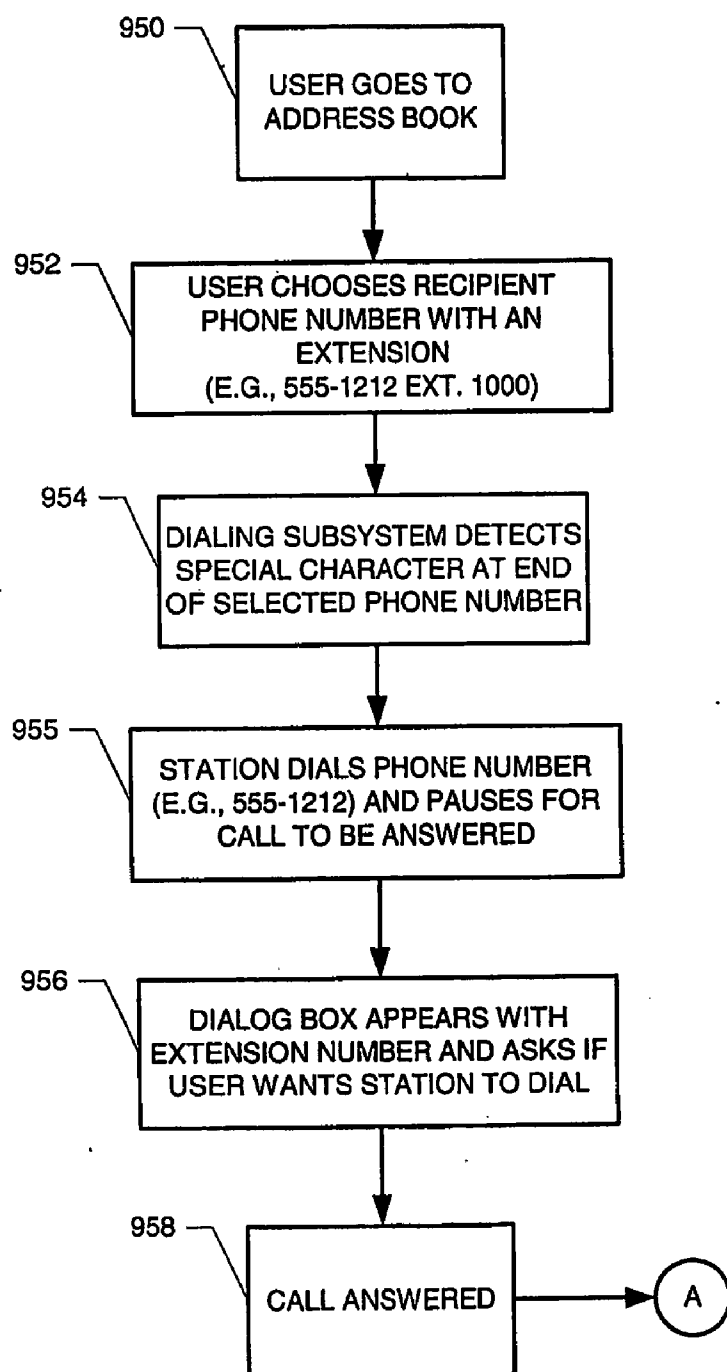 950
USER GOES TO
ADDRESS BOOK
952
USER CHOOSES RECIPIENT
PHONE NUMBER WITH AN
EXTENSION
(E.G., 555-1212 EXT. 1000)
954
DIALING SUBSYSTEM DETECTS
SPECIAL CHARACTER AT END
OF SELECTED PHONE NUMBER
955
STATION DIALS PHONE NUMBER
(E.G., 555-1212) AND PAUSES FOR
CALL TO BE ANSWERED
956
DIALOG BOX APPEARS WITH
EXTENSION NUMBER AND ASKS IF
USER WANTS STATION TO DIAL
958
CALL ANSWERED
A